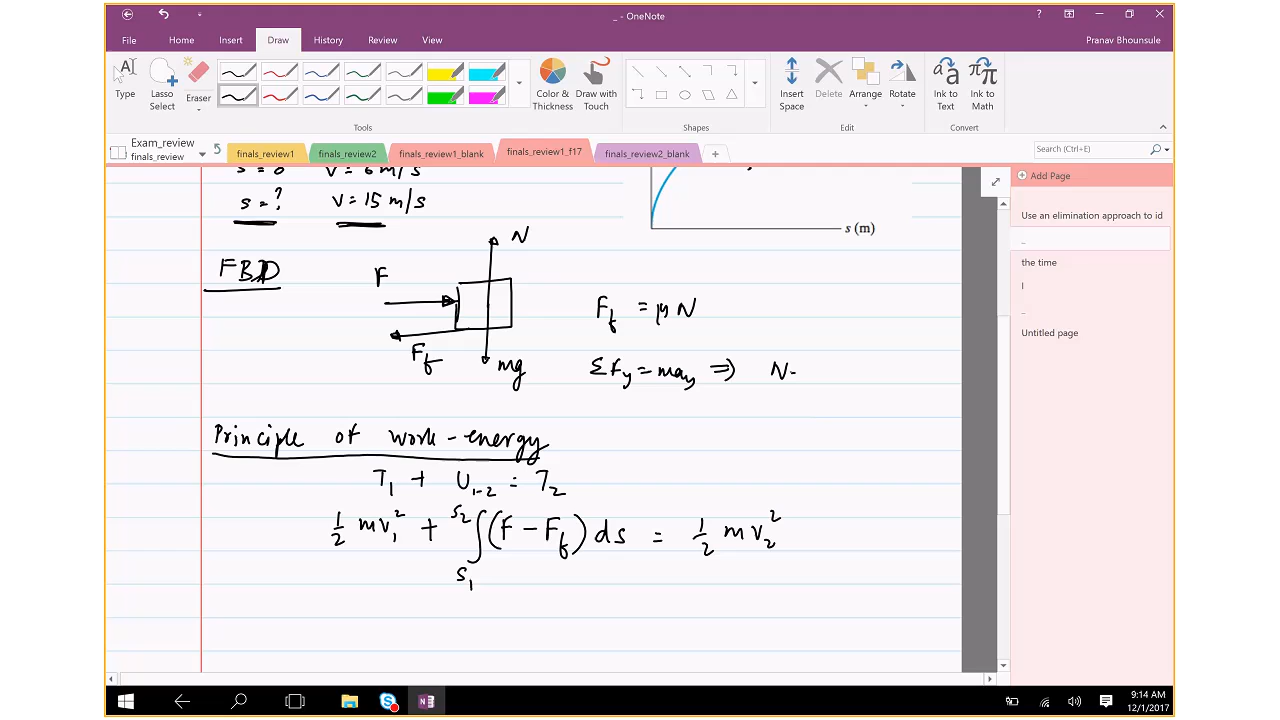 _ - OneNote
?
File Home Insert Draw History Review View
Pranav Bhounsule
Type
Lasso Select
Eraser
Color & Thickness
Draw with Touch
Insert Space
Delete
Arrange
Rotate
Ink to Text
Ink to Math
Tools
Shapes
Edit
Convert
Exam_review
finals_review
finals_review1
finals_review2
finals_review1_blank
finals_review1_f17
finals_review2_blank
Search (Ctrl+E)
Add Page
Use an elimination approach to id
_
the time
I
_
Untitled page
s = 0 v = 6 m/s
s = ? v = 15 m/s
s (m)
FBD
N
F
F_f
mg
F_f = μN
ΣF_y = ma_y ⇒ N-
Principle of work-energy
T_1 + U_1-2 = T_2
1/2 mv_1^2 + ∫_{s_1}^{s_2} (F - F_f) ds = 1/2 mv_2^2
9:14 AM
12/1/2017